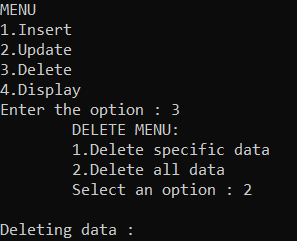 MENU
1.Insert
2.Update
3.Delete
4.Display
Enter the option : 3
DELETE MENU:
1.Delete specific data
2.Delete all data
Select an option : 2
Deleting data :